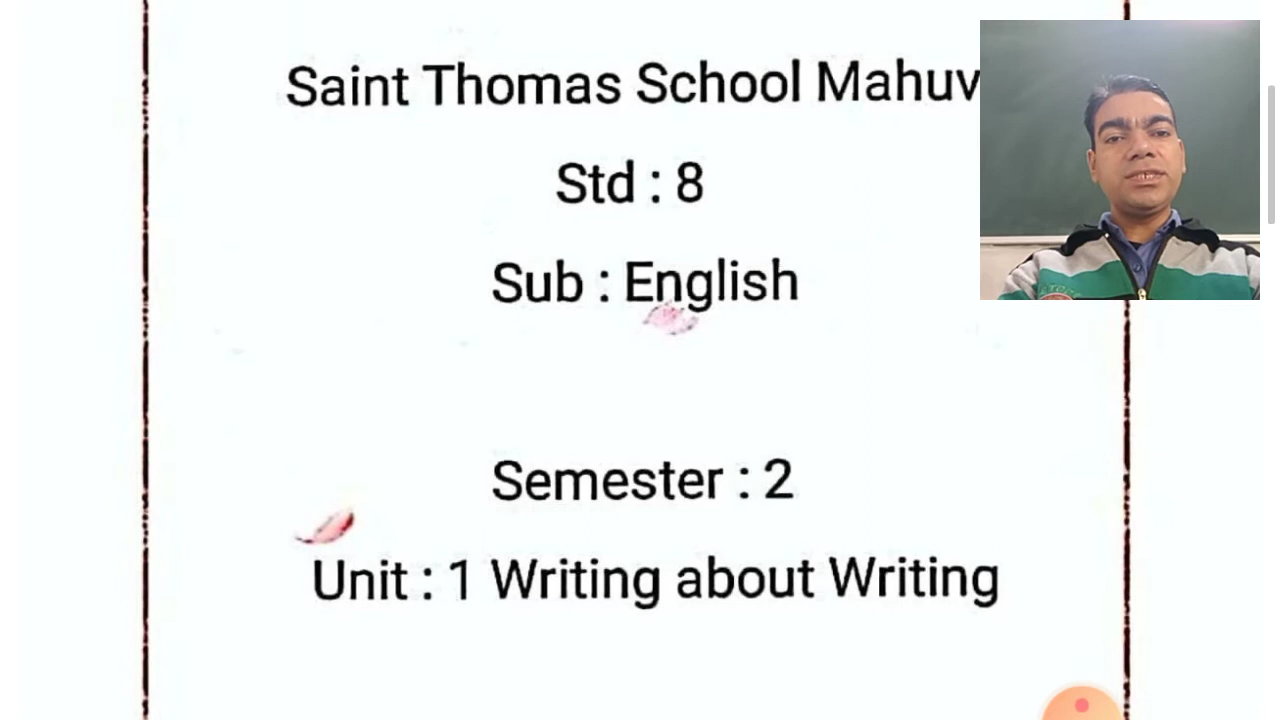 Saint Thomas School Mahuv
Std : 8
Sub : English
Semester : 2
Unit : 1 Writing about Writing